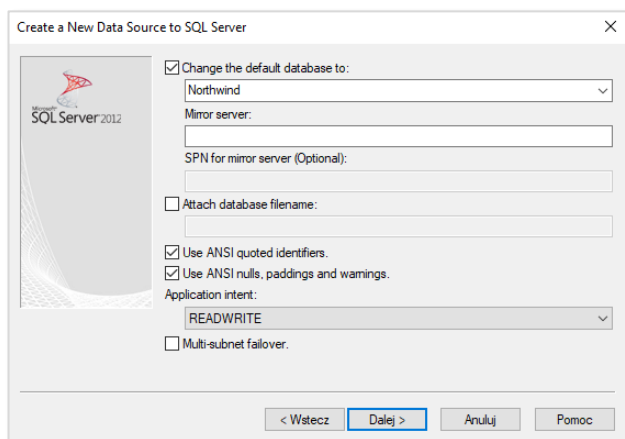 Create a New Data Source to SQL Server
Microsoft
SQL Server 2012
Change the default database to:
Northwind
Mirror server:
SPN for mirror server (Optional):
Attach database filename:
Use ANSI quoted identifiers.
Use ANSI nulls, paddings and warnings.
Application intent:
READWRITE
Multi-subnet failover.
< Wstecz Dalej > Anuluj Pomoc